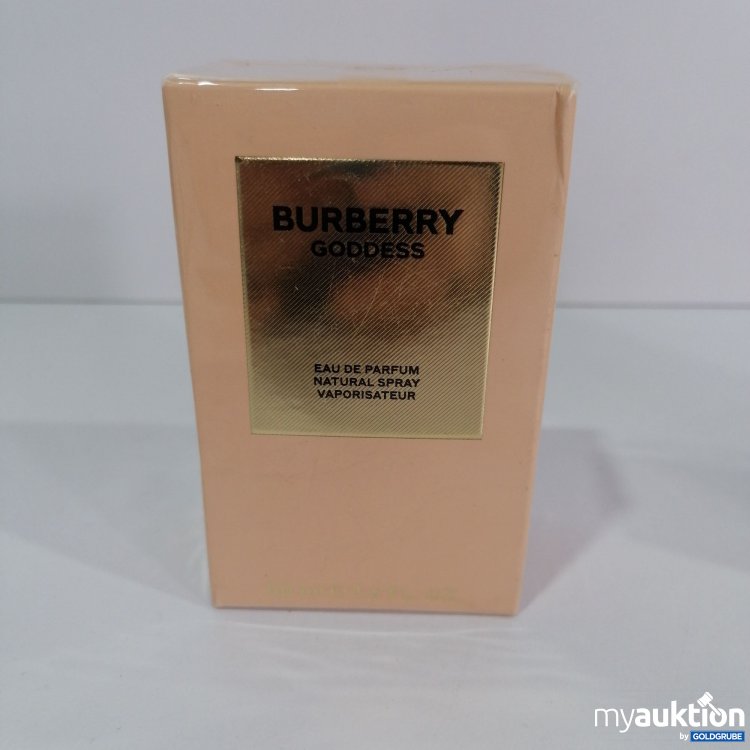 BURBERRY
GODDESS
EAU DE PARFUM
NATURAL SPRAY
VAPORISATEUR
myauktion
by GOLDGRUBE